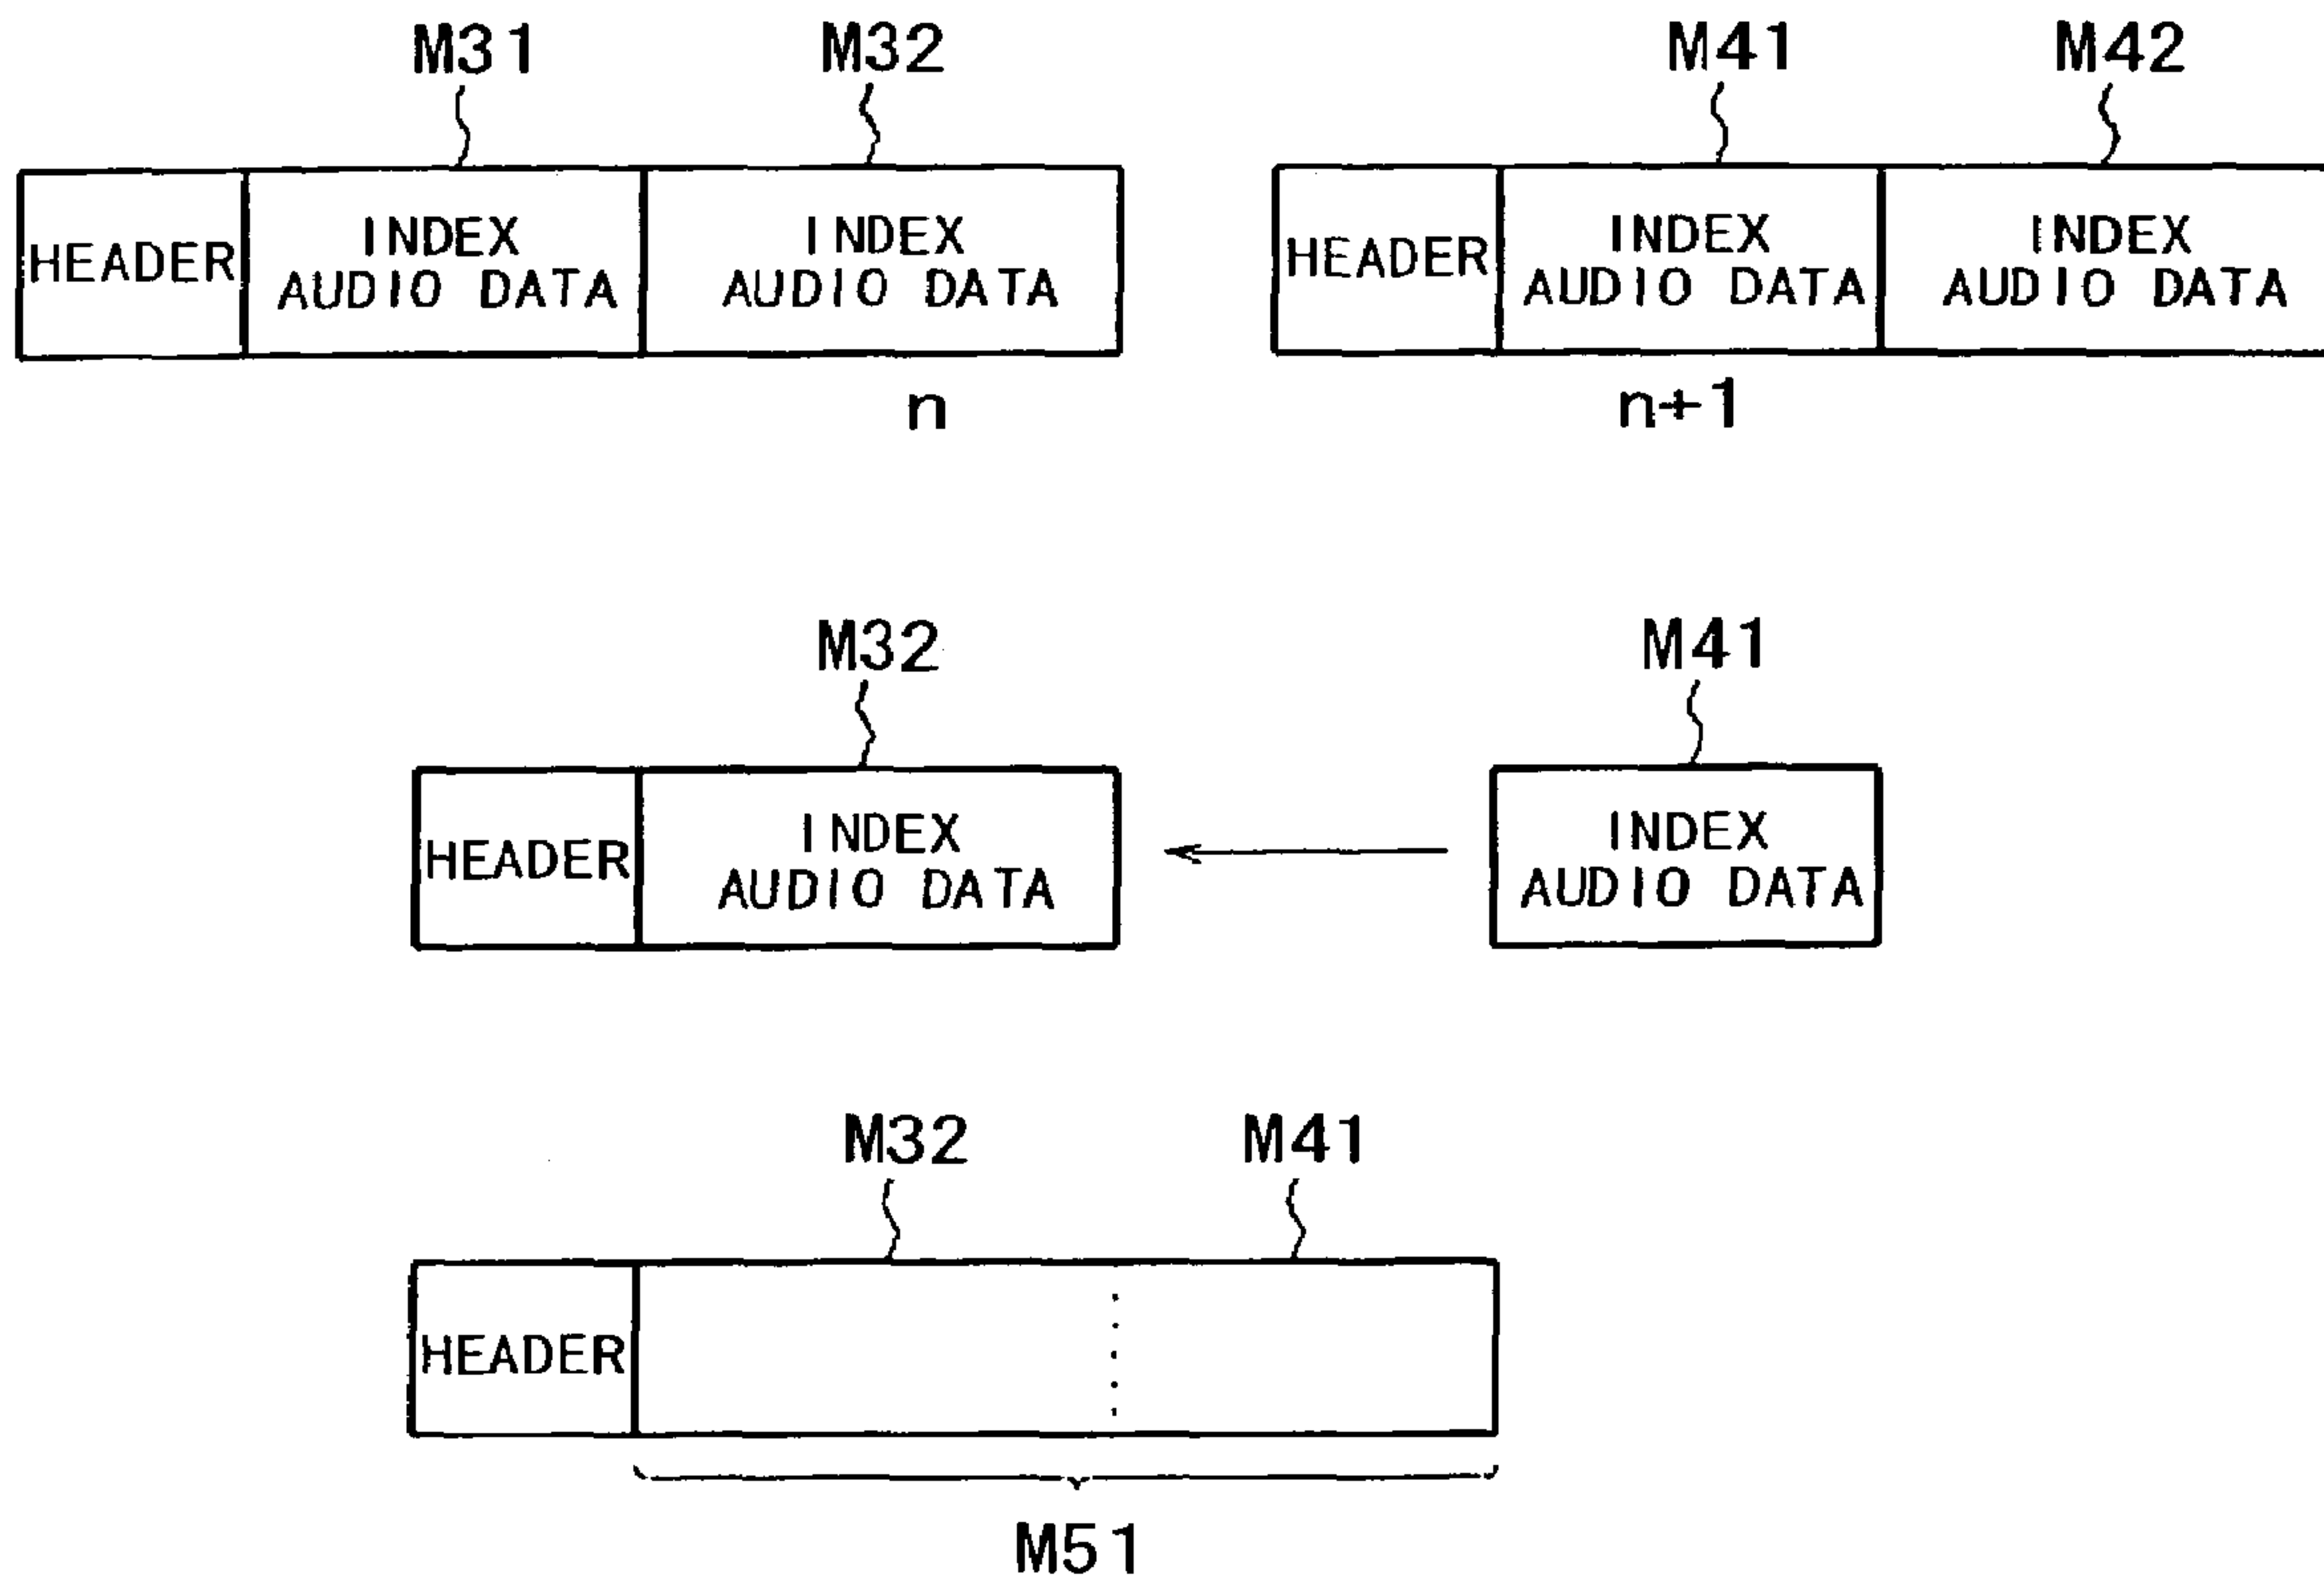 M31 M32 M41 M42
HEADER
INDEX
AUDIO DATA
INDEX
AUDIO DATA
HEADER
INDEX
AUDIO DATA
INDEX
AUDIO DATA
n
n+1
M32 M41
HEADER
INDEX
AUDIO DATA
INDEX
AUDIO DATA
M32 M41
HEADER
M51